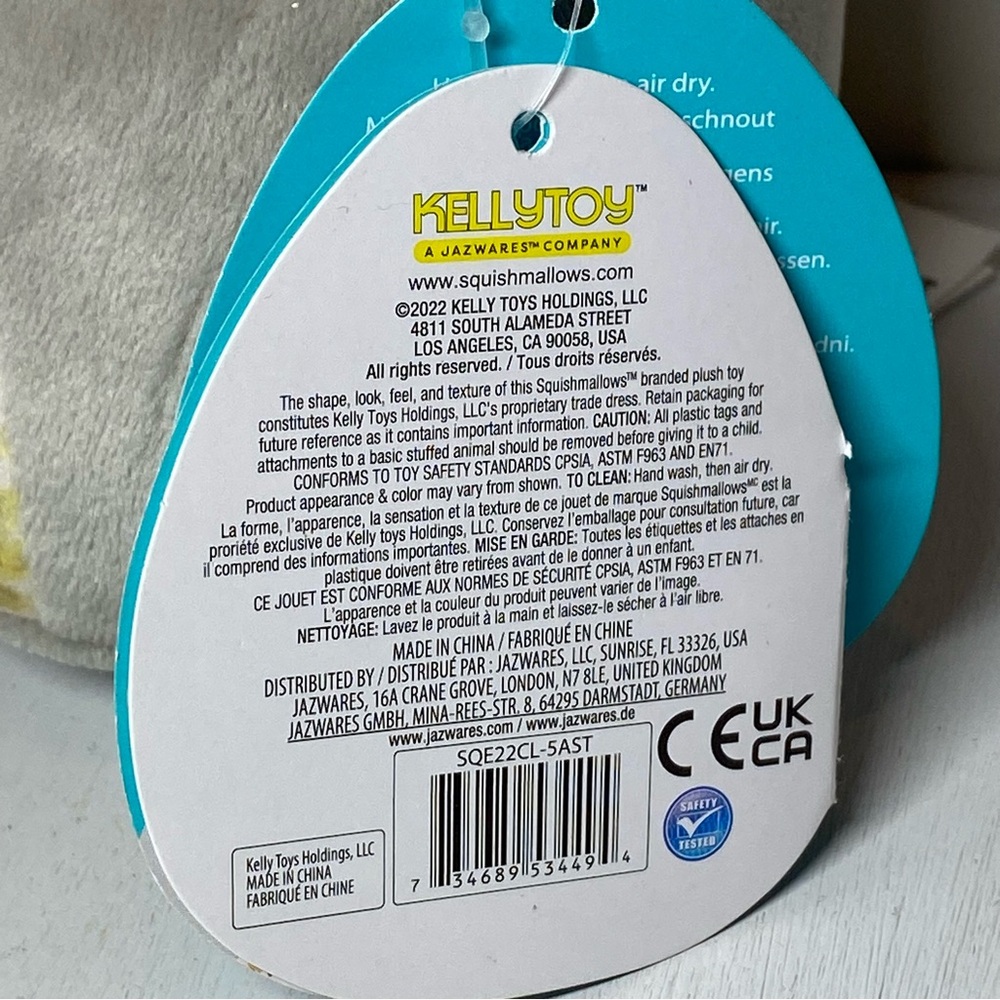 air dry.
schnout
KELLYTOY™
A JAZWARES™ COMPANY
www.squishmallows.com
©2022 KELLY TOYS HOLDINGS, LLC
4811 SOUTH ALAMEDA STREET
LOS ANGELES, CA 90058, USA
All rights reserved. / Tous droits réservés.
The shape, look, feel, and texture of this Squishmallows™ branded plush toy
constitutes Kelly Toys Holdings, LLC's proprietary trade dress. Retain packaging for
future reference as it contains important information. CAUTION: All plastic tags and
attachments to a basic stuffed animal should be removed before giving it to a child.
CONFORMS TO TOY SAFETY STANDARDS CPSIA, ASTM F963 AND EN71.
Product appearance & color may vary from shown. TO CLEAN: Hand wash, then air dry.
La forme, l'apparence, la sensation et la texture de ce jouet de marque Squishmallows MC est la
proriété exclusive de Kelly toys Holdings, LLC. Conservez l'emballage pour consultation future, car
il comprend des informations importantes. MISE EN GARDE: Toutes les étiquettes et les attaches en
plastique doivent être retirées avant de le donner à un enfant.
CE JOUET EST CONFORME AUX NORMES DE SÉCURITÉ CPSIA, ASTM F963 ET EN 71.
L'apparence et la couleur du produit peuvent varier de l'image.
NETTOYAGE: Lavez le produit à la main et laissez-le sécher à l'air libre.
MADE IN CHINA / FABRIQUÉ EN CHINE
DISTRIBUTED BY / DISTRIBUÉ PAR : JAZWARES, LLC, SUNRISE, FL 33326, USA
JAZWARES, 16A CRANE GROVE, LONDON, N7 8LE, UNITED KINGDOM
JAZWARES GMBH, MINA-REES-STR. 8, 64295 DARMSTADT, GERMANY
www.jazwares.com / www.jazwares.de
CE UK
CA
SQE22CL-5AST
7 34689 53449 4
SAFETY
TESTED
Kelly Toys Holdings, LLC
MADE IN CHINA
FABRIQUÉ EN CHINE